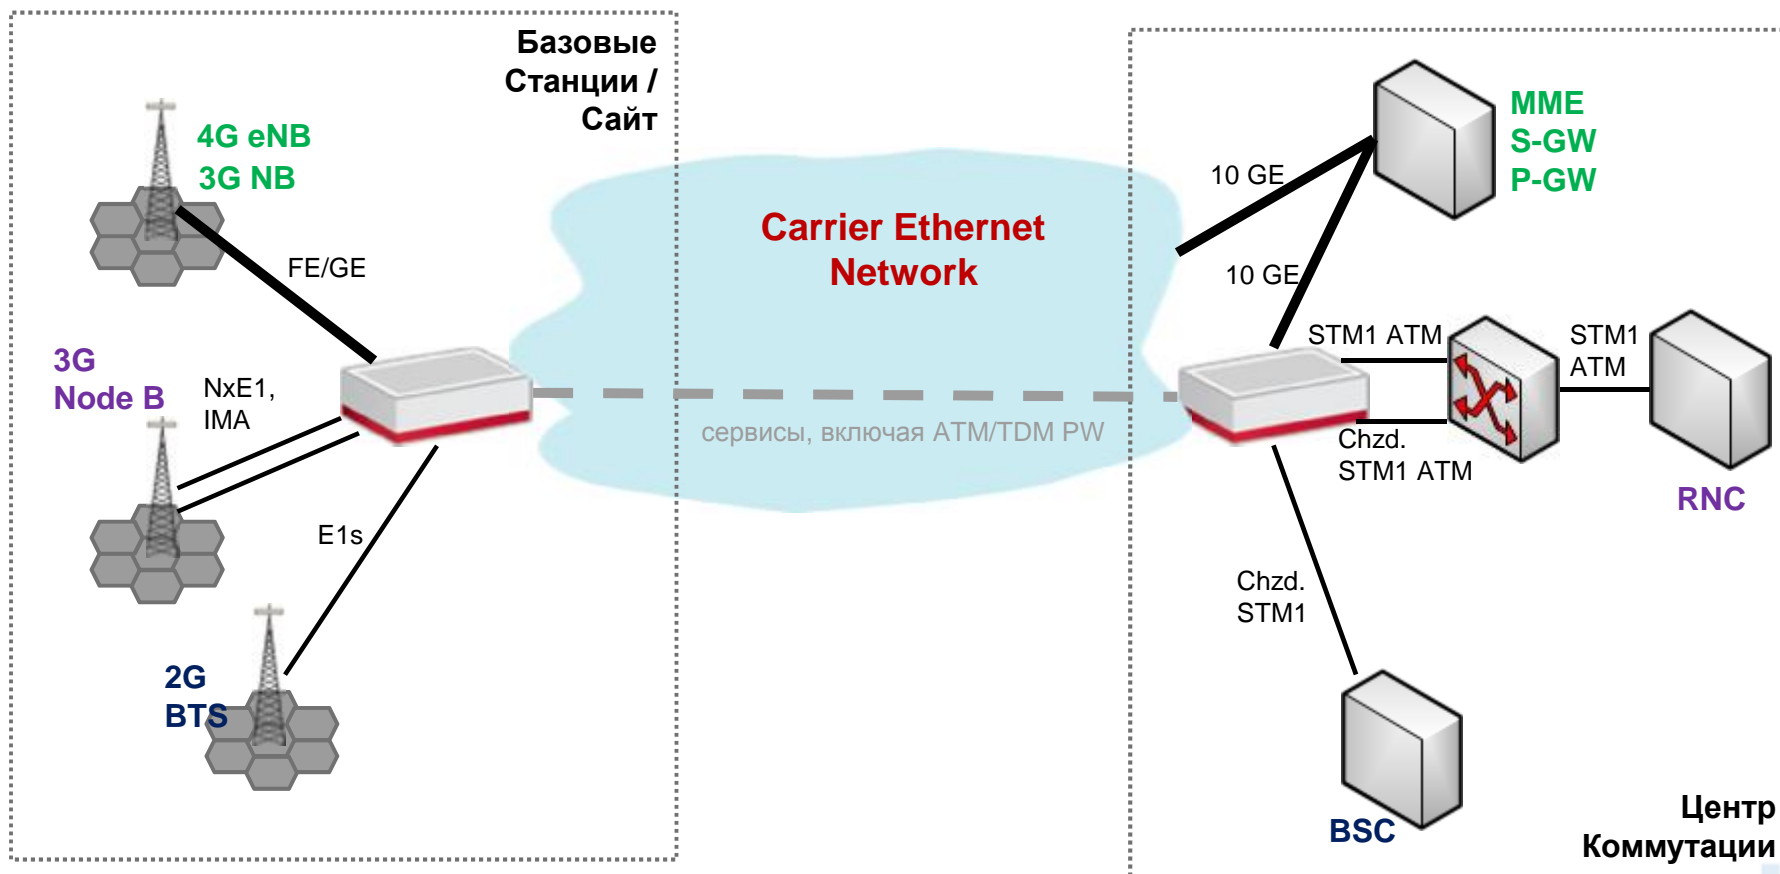 Базовые
Станции /
Сайт
4G eNB
3G NB
FE/GE
3G
Node B
NxE1,
IMA
E1s
2G
BTS
Carrier Ethernet
Network
сервисы, включая ATM/TDM PW
10 GE
10 GE
MME
S-GW
P-GW
STM1 ATM
STM1
ATM
Chzd.
STM1 ATM
RNC
Chzd.
STM1
BSC
Центр
Коммутации